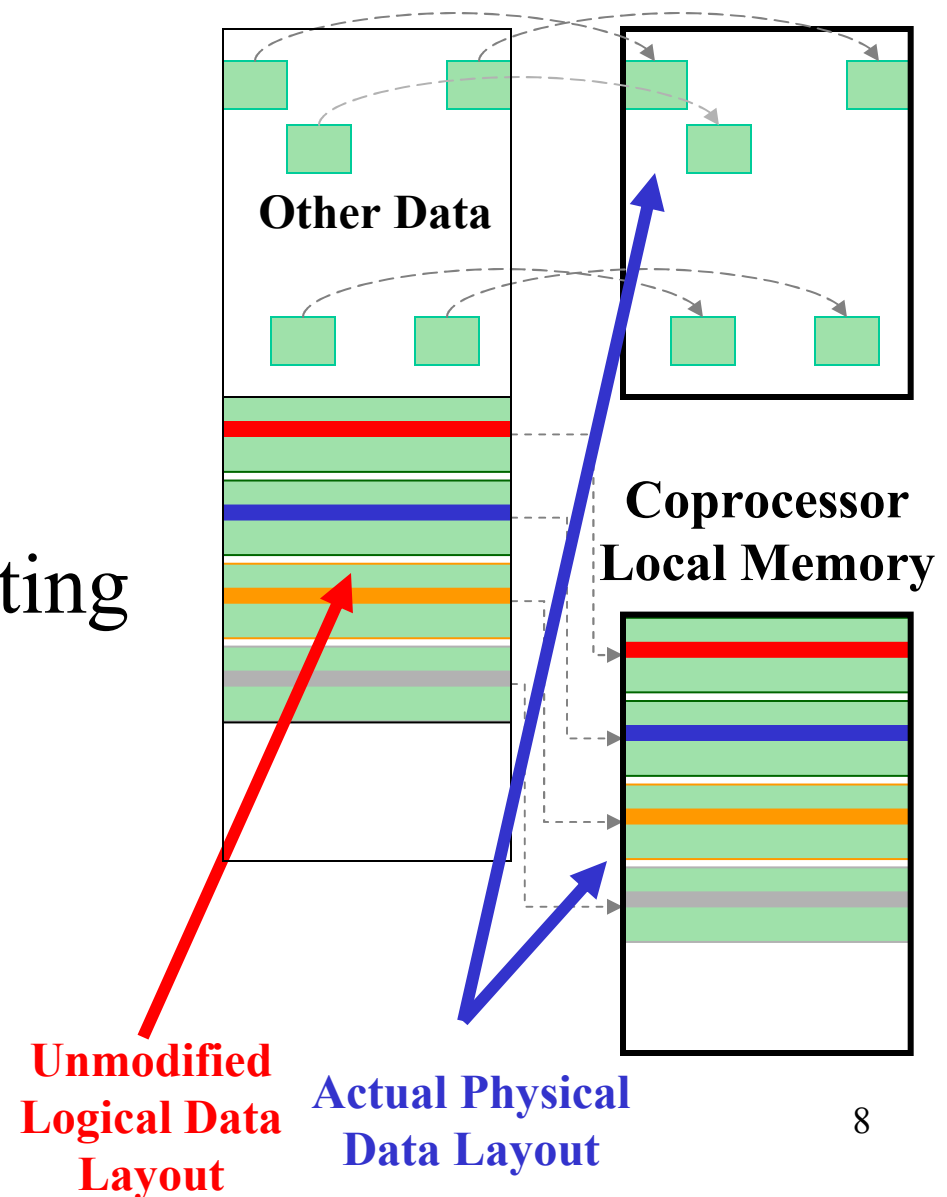 Other Data
Coprocessor
Local Memory
ting
Unmodified
Logical Data
Layout
Actual Physical
Data Layout
8